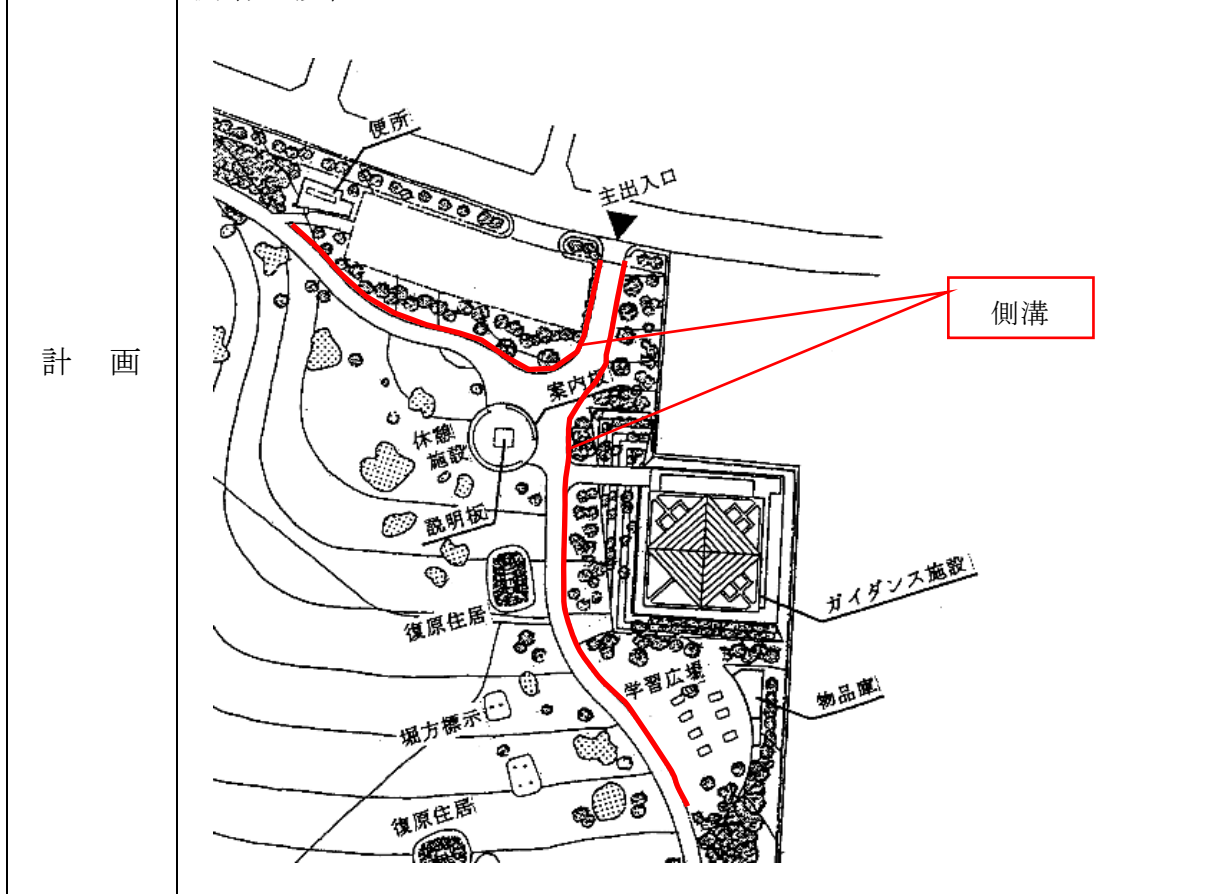 便所
主出入口
側溝
計　画
案内板
休憩
施設
説明板
ガイダンス施設
復原住居
学習広場
物品庫
堀方標示
復原住居